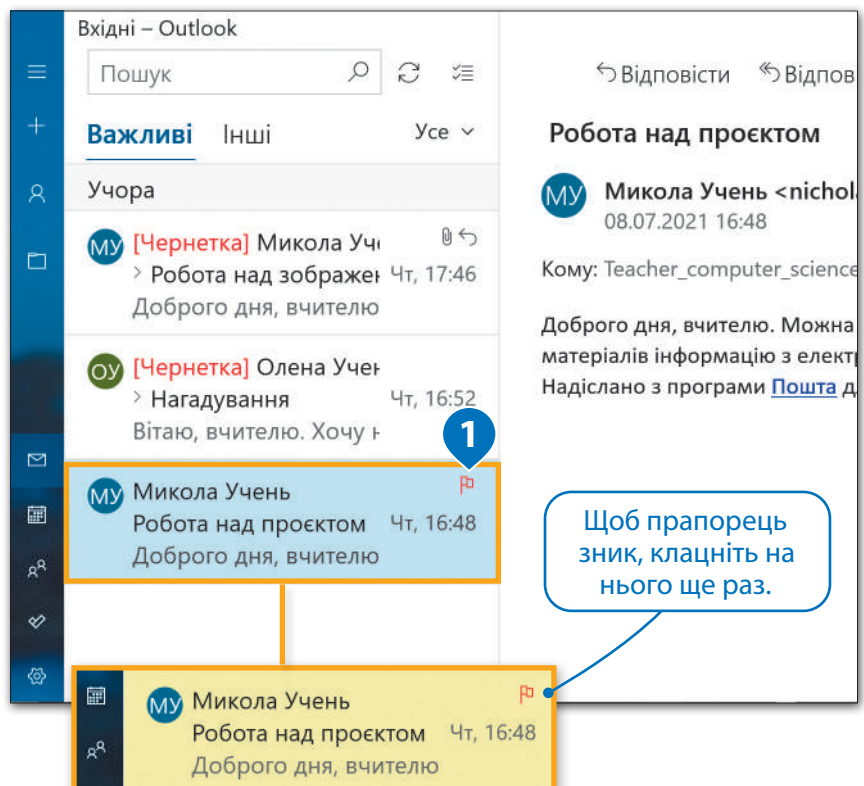 Вхідні – Outlook
Пошук
Важливі Інші Усе
Учора
МУ [Чернетка] Микола Уч
Робота над зображен Чт, 17:46
Доброго дня, вчителю
ОУ [Чернетка] Олена Учен
Нагадування Чт, 16:52
Вітаю, вчителю. Хочу н
1
МУ Микола Учень
Робота над проєктом Чт, 16:48
Доброго дня, вчителю
Відповісти Відпов
Робота над проєктом
МУ Микола Учень <nichol
08.07.2021 16:48
Кому: Teacher_computer_science
Доброго дня, вчителю. Можна
матеріалів інформацію з елект
Надіслано з програми Пошта д
Щоб прапорець
зник, клацніть на
нього ще раз.
МУ Микола Учень
Робота над проєктом Чт, 16:48
Доброго дня, вчителю